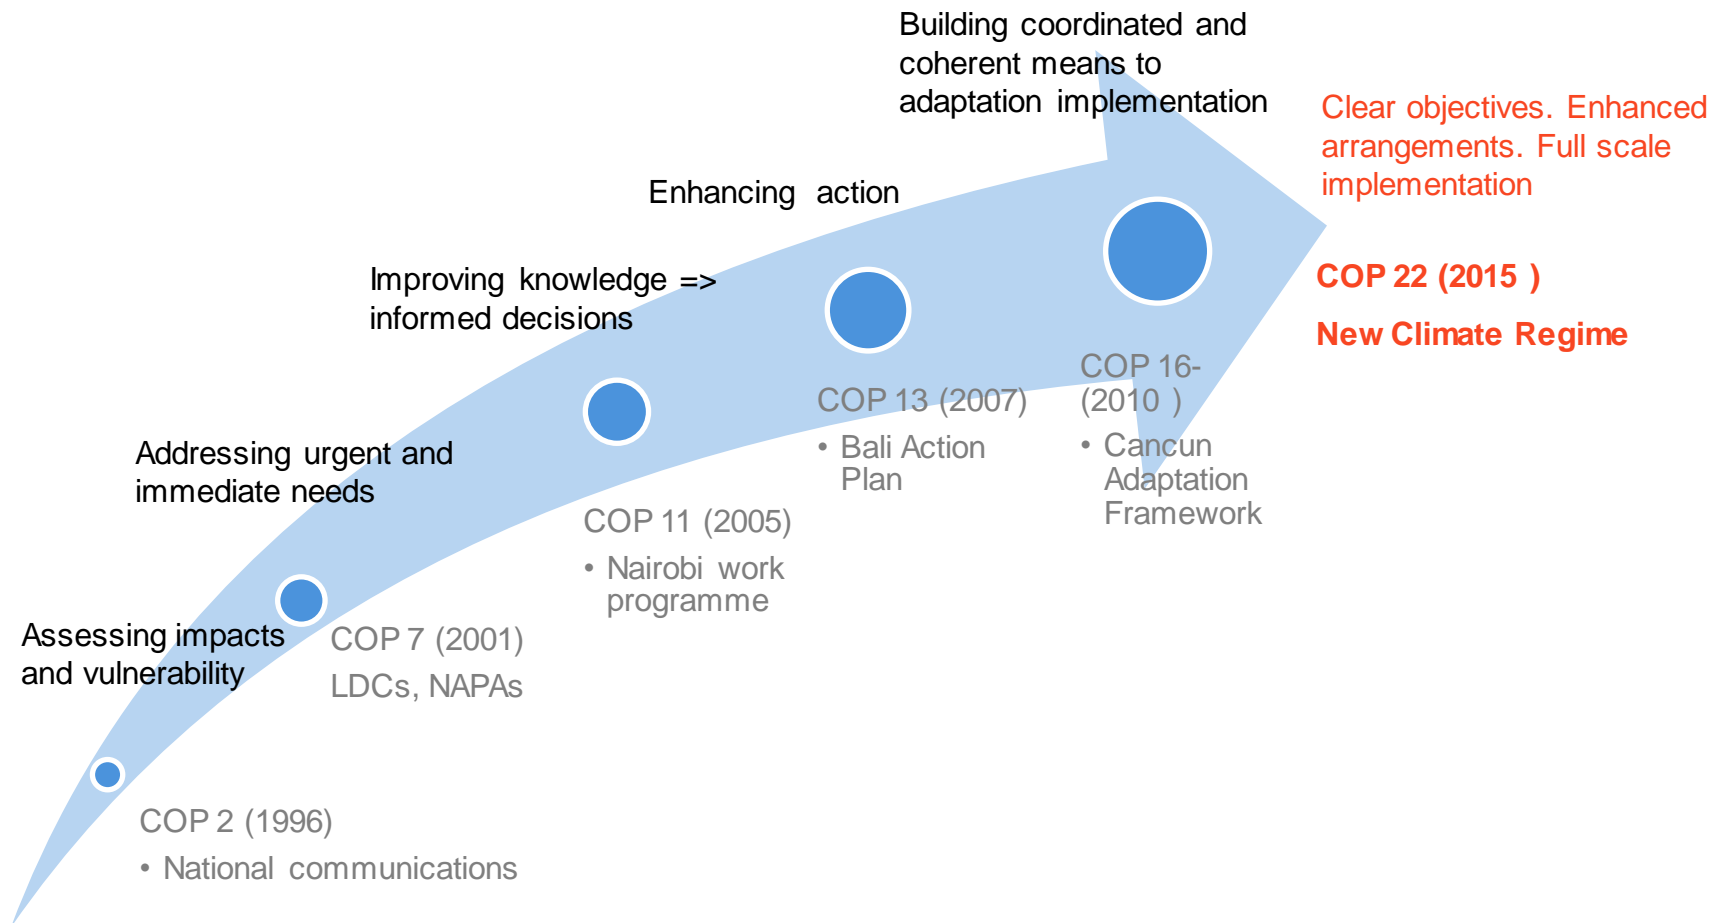 Building coordinated and
coherent means to
adaptation implementation
Clear objectives. Enhanced
arrangements. Full scale
implementation
Enhancing action
Improving knowledge =>
informed decisions
COP 22 (2015 )
New Climate Regime
COP 16-
(2010 )
• Cancun
Adaptation
Framework
COP 13 (2007)
• Bali Action
Plan
Addressing urgent and
immediate needs
COP 11 (2005)
• Nairobi work
programme
Assessing impacts
and vulnerability
COP 7 (2001)
LDCs, NAPAs
COP 2 (1996)
• National communications